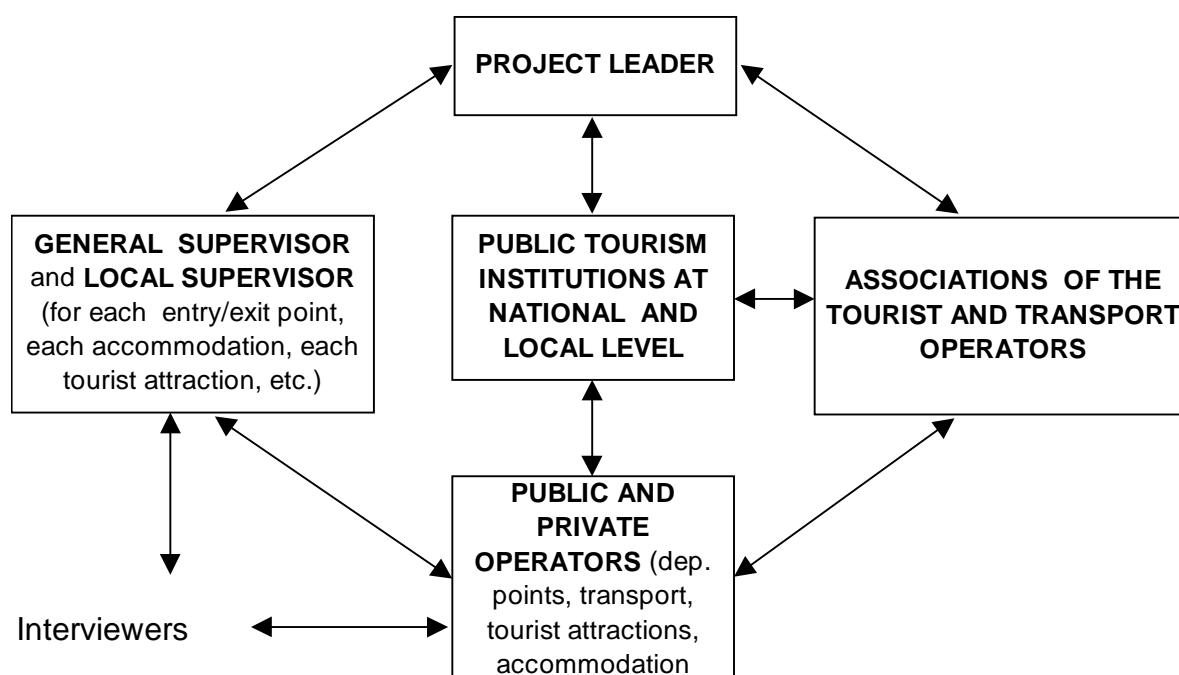 PROJECT LEADER
GENERAL SUPERVISOR
and LOCAL SUPERVISOR
(for each entry/exit point,
each accommodation, each
tourist attraction, etc.)
PUBLIC TOURISM
INSTITUTIONS AT
NATIONAL AND
LOCAL LEVEL
ASSOCIATIONS OF THE
TOURIST AND TRANSPORT
OPERATORS
PUBLIC AND
PRIVATE
OPERATORS (dep.
points, transport,
tourist attractions,
accommodation
Interviewers